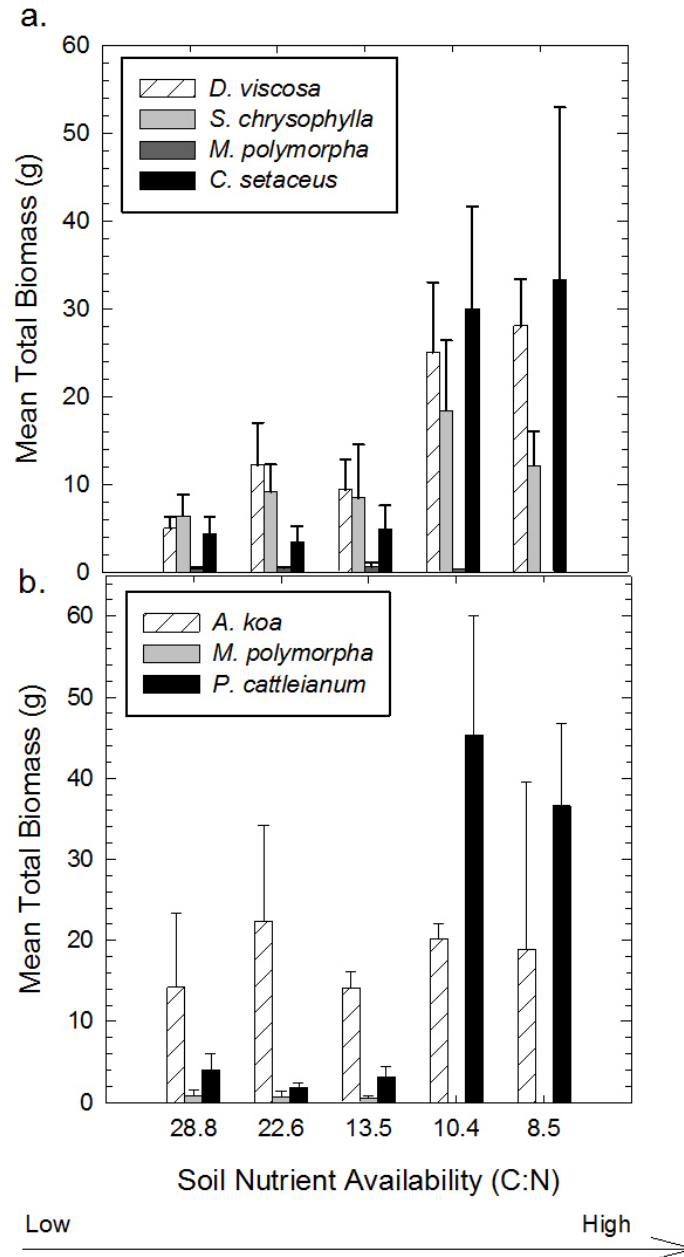 a.
60
50
40
30
20
10
0
Mean Total Biomass (g)
D. viscosa
S. chrysophylla
M. polymorpha
C. setaceus
b.
60
50
40
30
20
10
0
Mean Total Biomass (g)
A. koa
M. polymorpha
P. cattleianum
28.8 22.6 13.5 10.4 8.5
Soil Nutrient Availability (C:N)
Low High